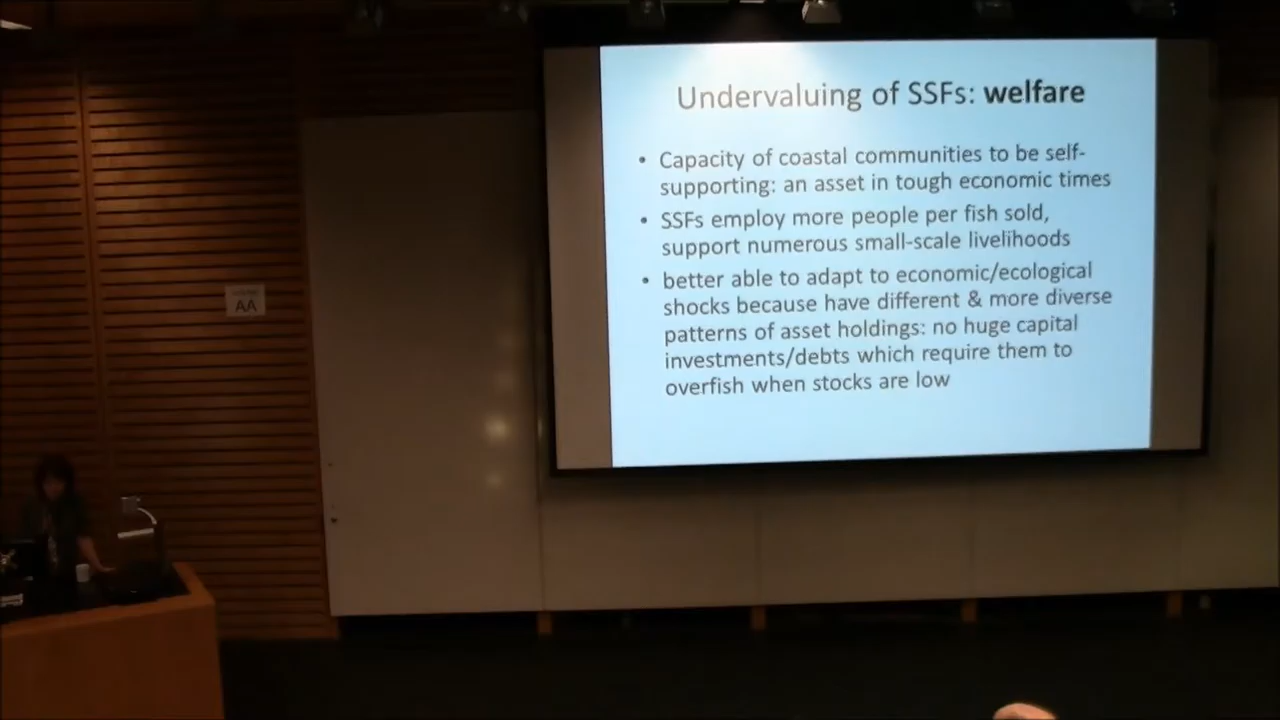 Undervaluing of SSFs: welfare
• Capacity of coastal communities to be self-
supporting: an asset in tough economic times
• SSFs employ more people per fish sold,
support numerous small-scale livelihoods
• better able to adapt to economic/ecological
shocks because have different & more diverse
patterns of asset holdings: no huge capital
investments/debts which require them to
overfish when stocks are low
AA